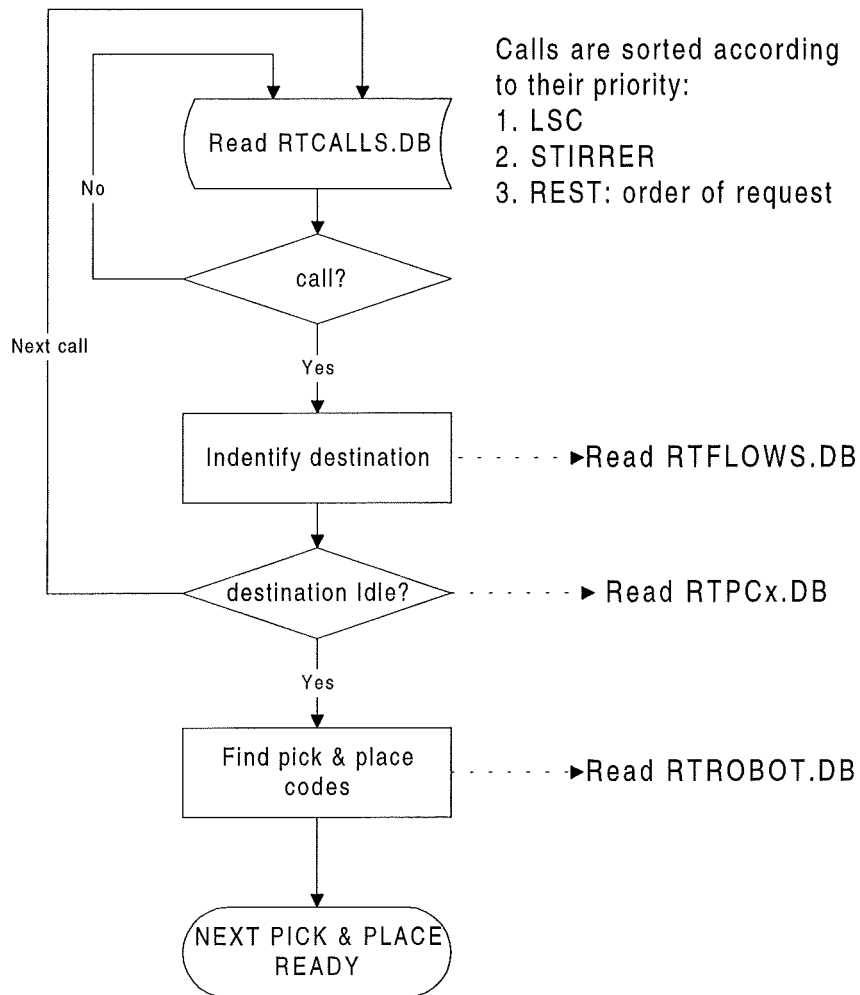 Calls are sorted according
to their priority:
1. LSC
2. STIRRER
3. REST: order of request
Read RTCALLS.DB
No
call?
Next call
Yes
Indentify destination
Read RTFLOWS.DB
destination Idle?
Read RTPCx.DB
Yes
Find pick & place
codes
Read RTROBOT.DB
NEXT PICK & PLACE
READY